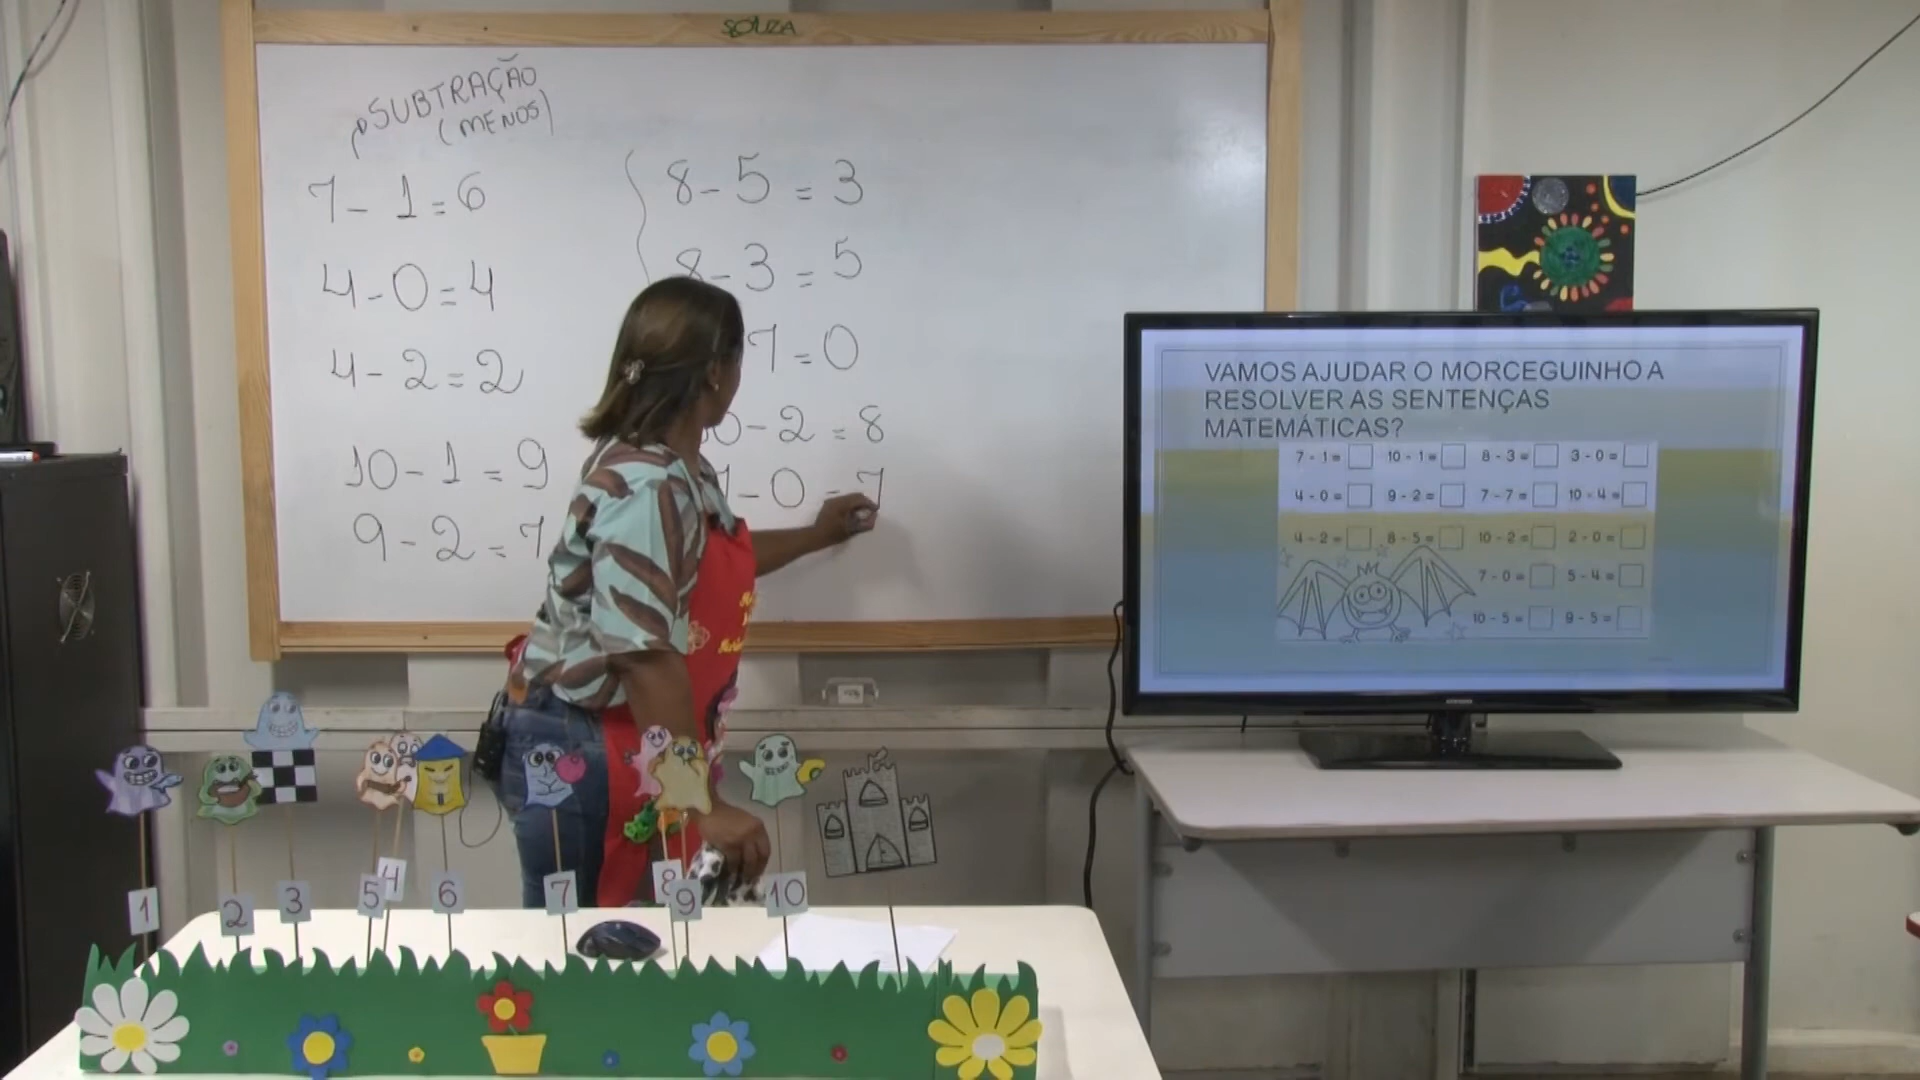 SOUZA
SUBTRAÇÃO
(MENOS)
7 - 1 = 6
4 - 0 = 4
4 - 2 = 2
10 - 1 = 9
9 - 2 = 7
8 - 5 = 3
8 - 3 = 5
7 = 0
0 - 2 = 8
7 - 0 = 7
VAMOS AJUDAR O MORCEGUINHO A
RESOLVER AS SENTENÇAS
MATEMÁTICAS?
7 - 1 = 10 - 1 = 8 - 3 = 3 - 0 =
4 - 0 = 9 - 2 = 7 - 7 = 10 - 4 =
4 - 2 = 8 - 5 = 10 - 2 = 2 - 0 =
7 - 0 = 5 - 4 =
10 - 5 = 9 - 5 =
1 2 3 5 4 6 7 8 9 10